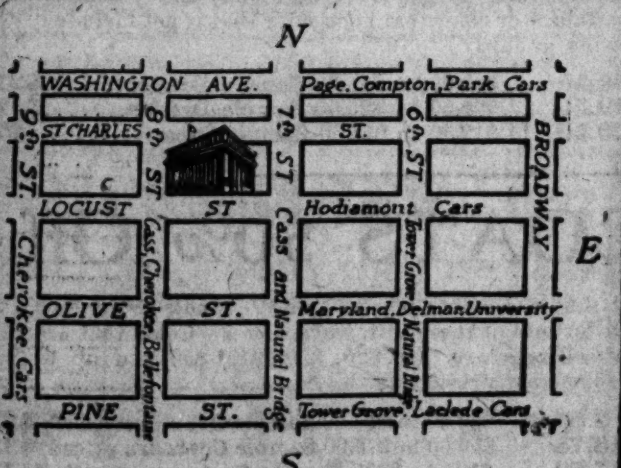 N
WASHINGTON AVE. Page, Compton, Park Cars
9th ST.
8th ST
7th ST
6th ST
BROADWAY
ST CHARLES ST.
C
LOCUST ST Hodiamont Cars
E
Cherokee Cars
Cass, Cherokee, Bellefontaine
Cass and Natural Bridge
Tower Grove Natural Bridge
OLIVE ST. Maryland, Delmar, University
PINE ST. Tower Grove, Laclede Cars
S